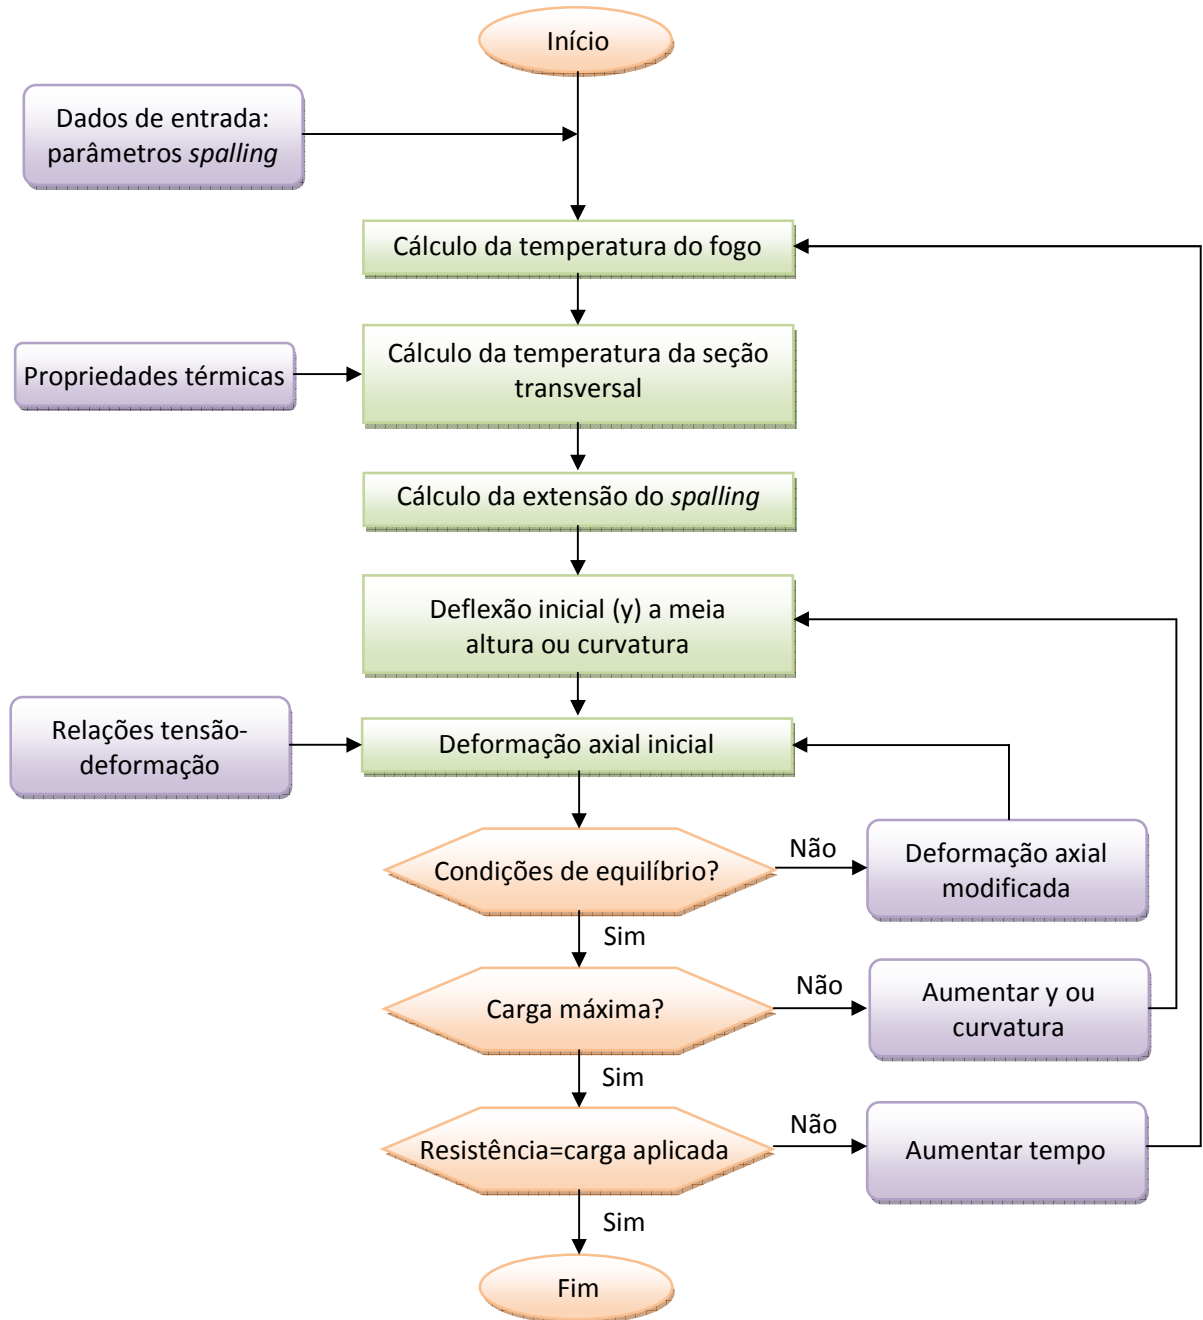 Início
Dados de entrada:
parâmetros spalling
Cálculo da temperatura do fogo
Propriedades térmicas
Cálculo da temperatura da seção
transversal
Cálculo da extensão do spalling
Deflexão inicial (y) a meia
altura ou curvatura
Relações tensão-
deformação
Deformação axial inicial
Condições de equilíbrio?
Não
Deformação axial
modificada
Sim
Carga máxima?
Não
Aumentar y ou
curvatura
Sim
Resistência=carga aplicada
Não
Aumentar tempo
Sim
Fim